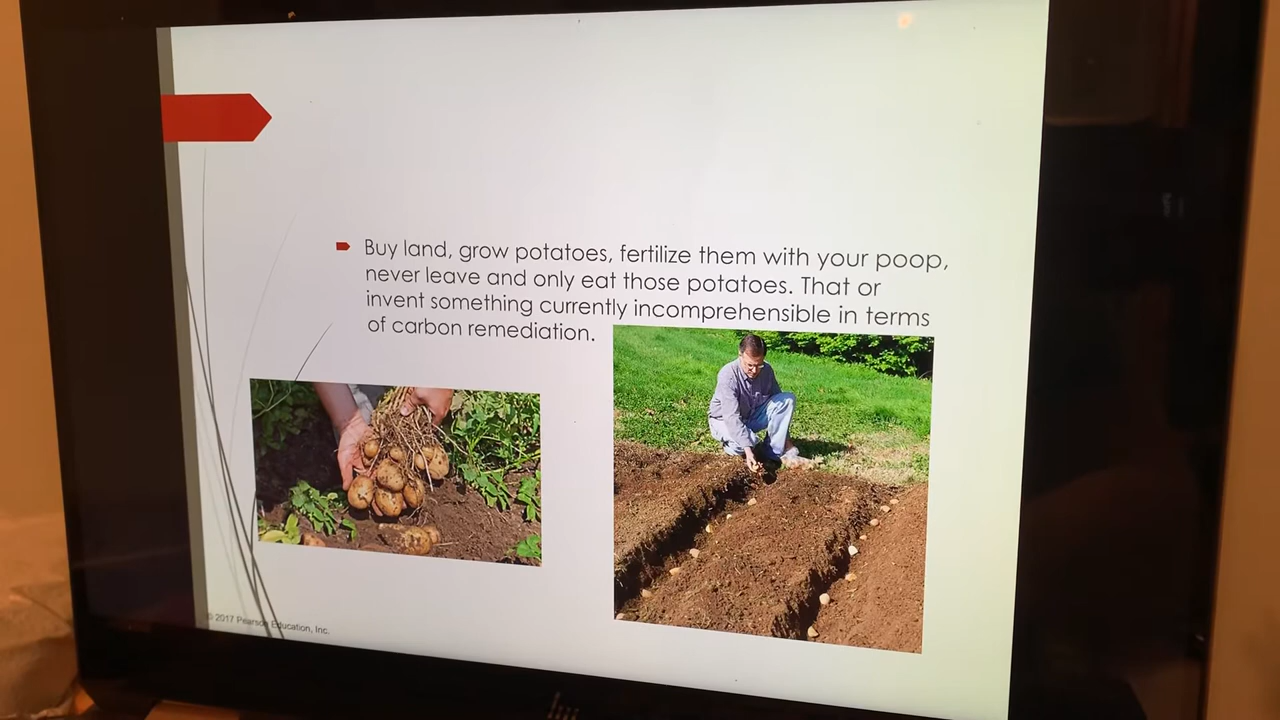 Buy land, grow potatoes, fertilize them with your poop,
never leave and only eat those potatoes. That or
invent something currently incomprehensible in terms
of carbon remediation.
© 2017 Pearson Education, Inc.
hp